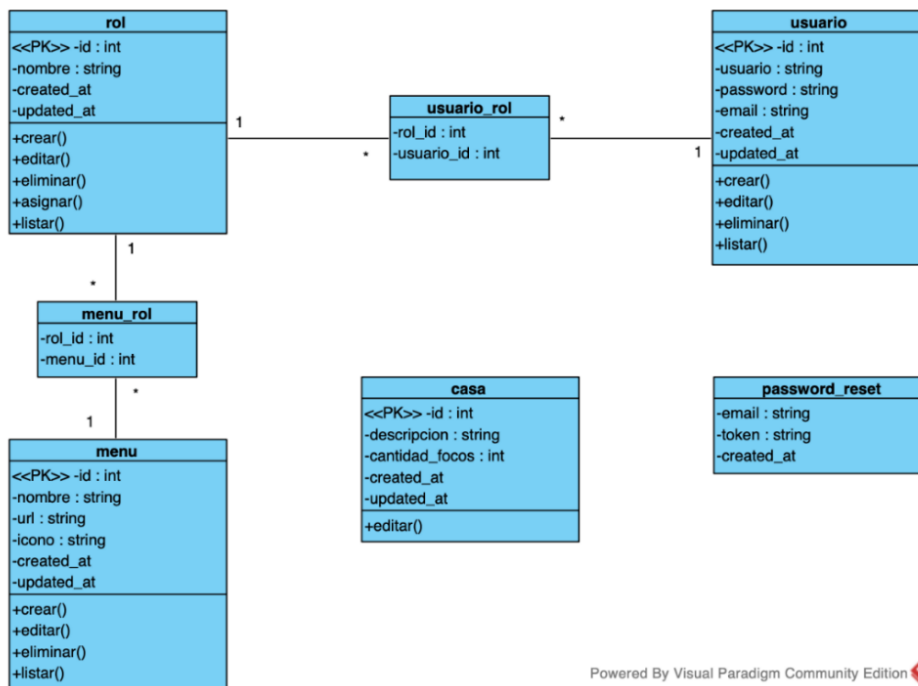 rol
<<PK>> -id : int
-nombre : string
-created_at
-updated_at
+crear()
+editar()
+eliminar()
+asignar()
+listar()
1
*
usuario_rol
-rol_id : int
-usuario_id : int
*
1
usuario
<<PK>> -id : int
-usuario : string
-password : string
-email : string
-created_at
-updated_at
+crear()
+editar()
+eliminar()
+listar()
1
*
menu_rol
-rol_id : int
-menu_id : int
*
1
menu
<<PK>> -id : int
-nombre : string
-url : string
-icono : string
-created_at
-updated_at
+crear()
+editar()
+eliminar()
+listar()
casa
<<PK>> -id : int
-descripcion : string
-cantidad_focos : int
-created_at
-updated_at
+editar()
password_reset
-email : string
-token : string
-created_at
Powered By Visual Paradigm Community Edition